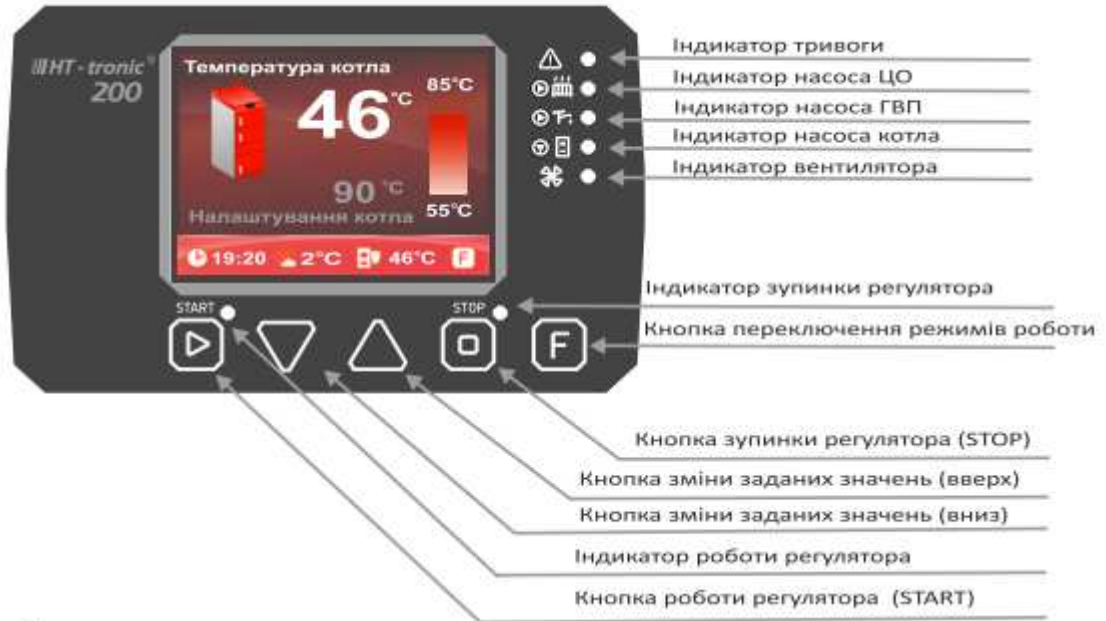 HT - tronic®
200
Температура котла
46°C
85°C
90 °C
55°C
Налаштування котла
19:20 2°C 46°C F
START
STOP
F
Індикатор тривоги
Індикатор насоса ЦО
Індикатор насоса ГВП
Індикатор насоса котла
Індикатор вентилятора
Індикатор зупинки регулятора
Кнопка переключення режимів роботи
Кнопка зупинки регулятора (STOP)
Кнопка зміни заданих значень (вверх)
Кнопка зміни заданих значень (вниз)
Індикатор роботи регулятора
Кнопка роботи регулятора (START)